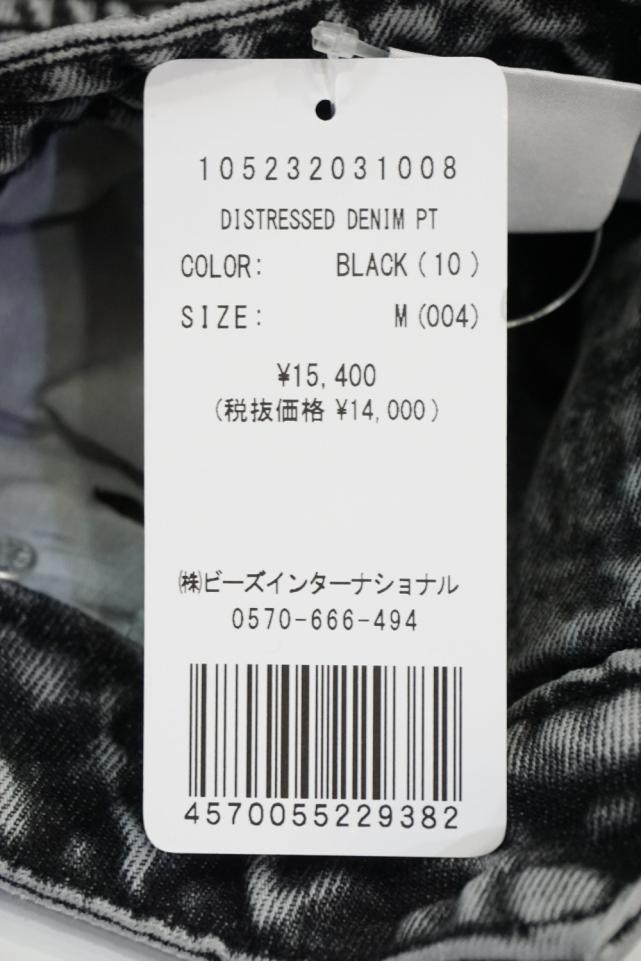 105232031008
DISTRESSED DENIM PT
COLOR: BLACK(10)
SIZE: M(004)
¥15,400
(税抜価格 ¥14,000)
㈱ビーズインターナショナル
0570-666-494
4570055229382